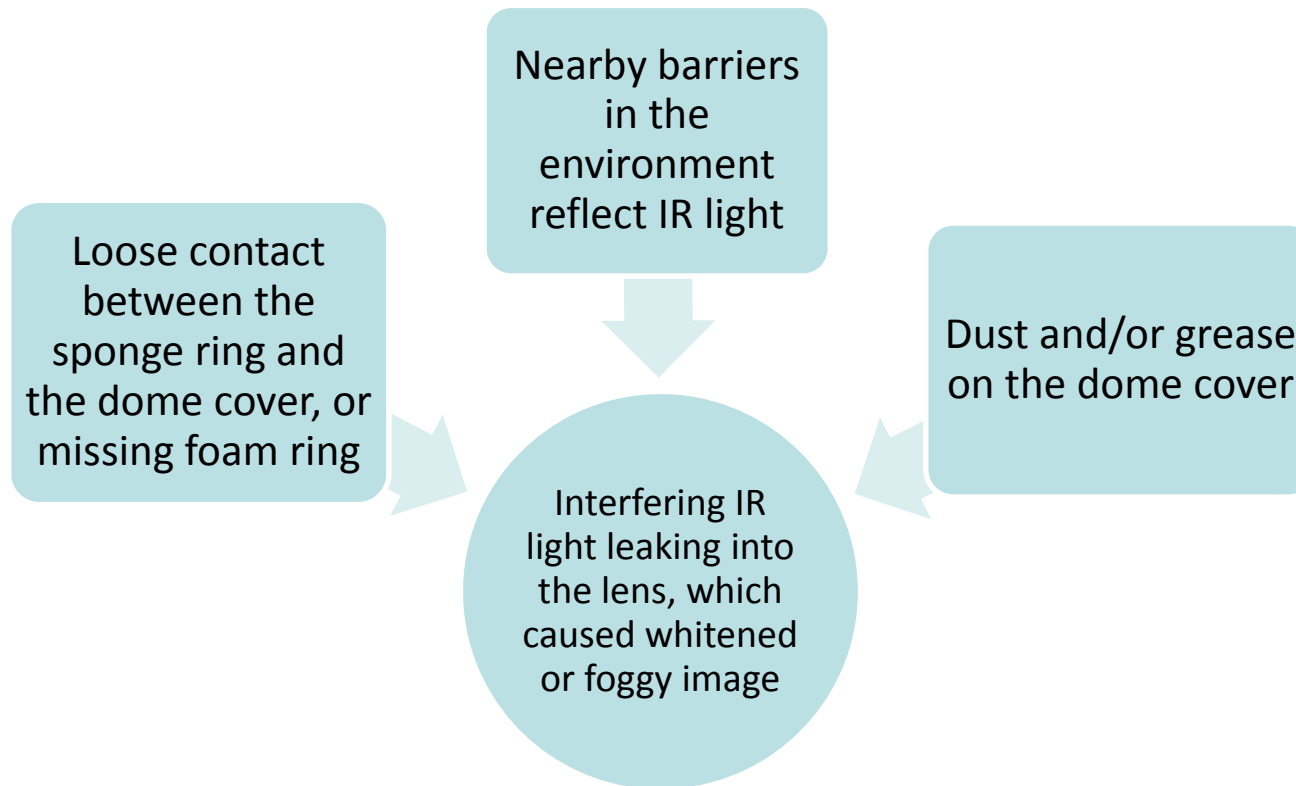 Nearby barriers
in the
environment
reflect IR light
Loose contact
between the
sponge ring and
the dome cover, or
missing foam ring
Dust and/or grease
on the dome cover
Interfering IR
light leaking into
the lens, which
caused whitened
or foggy image